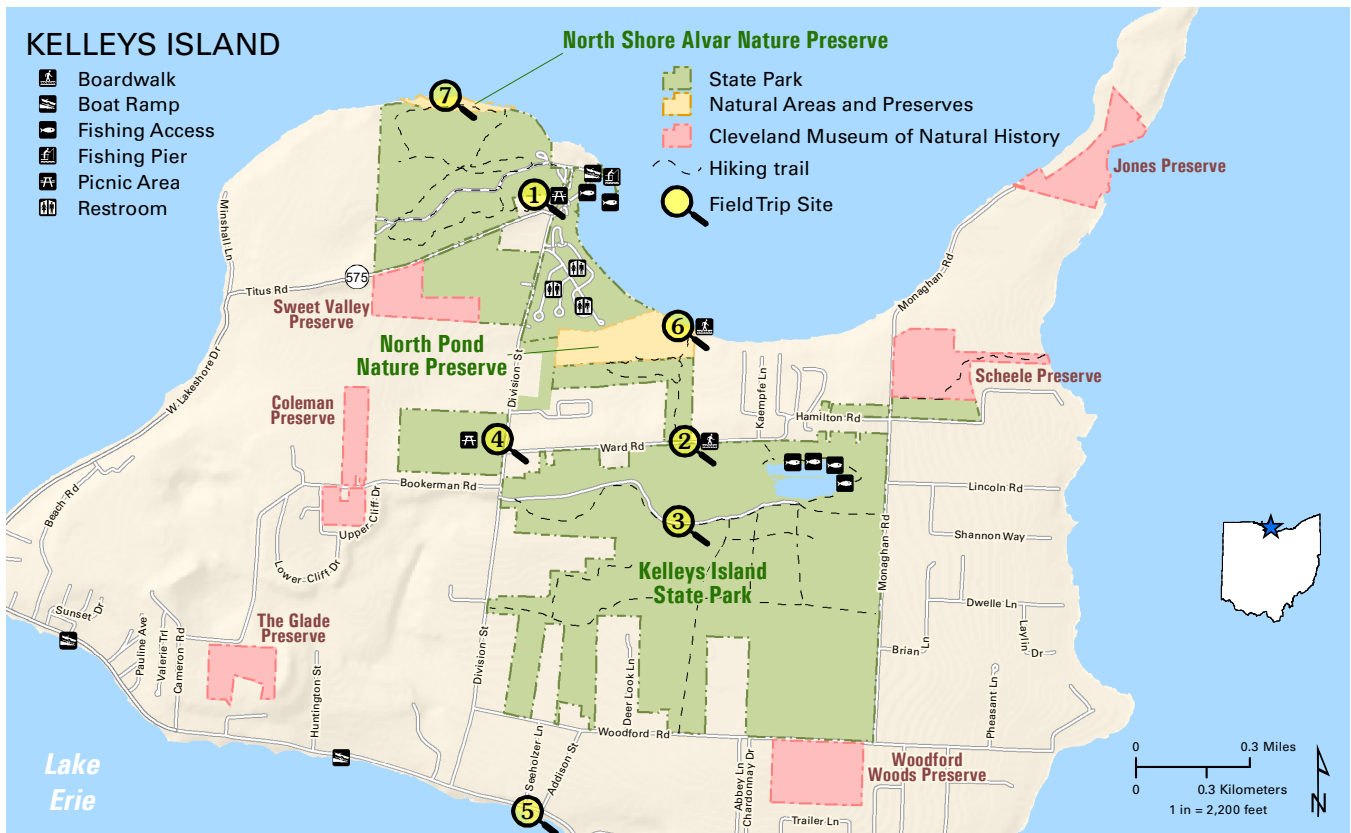 KELLEYS ISLAND
Boardwalk
Boat Ramp
Fishing Access
Fishing Pier
Picnic Area
Restroom
North Shore Alvar Nature Preserve
State Park
Natural Areas and Preserves
Cleveland Museum of Natural History
Hiking trail
Field Trip Site
7
1
Jones Preserve
Minshall Ln
575
Titus Rd
Sweet Valley
Preserve
Monaghan Rd
6
North Pond
Nature Preserve
Division St
W Lakeshore Dr
Scheele Preserve
Kaempfe Ln
Hamilton Rd
Coleman
Preserve
4
Ward Rd
2
Bookerman Rd
Upper Cliff Dr
Lower Cliff Dr
Beach Rd
3
Lincoln Rd
Shannon Way
Monaghan Rd
Kelleys Island
State Park
Sunset Dr
Pauline Ave
Valerie Trl
Cameron Rd
The Glade
Preserve
Huntington St
Division St
Deer Look Ln
Dwelle Ln
Laylin Dr
Brian Ln
Pheasant Ln
Woodford Rd
Seeholzer Ln
Addison St
Abbey Ln
Chardonnay Dr
Woodford
Woods Preserve
Trailer Ln
5
Lake
Erie
0 0.3 Miles
0 0.3 Kilometers
1 in = 2,200 feet
N